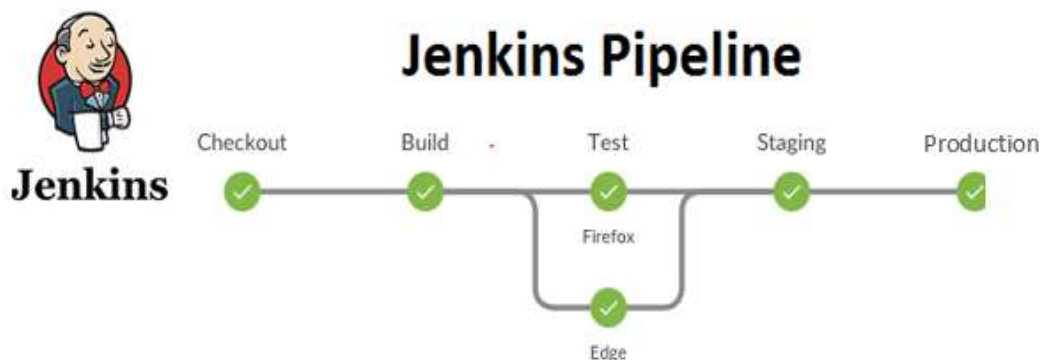 Jenkins Pipeline
Jenkins
Checkout Build Test Staging Production
Firefox
Edge